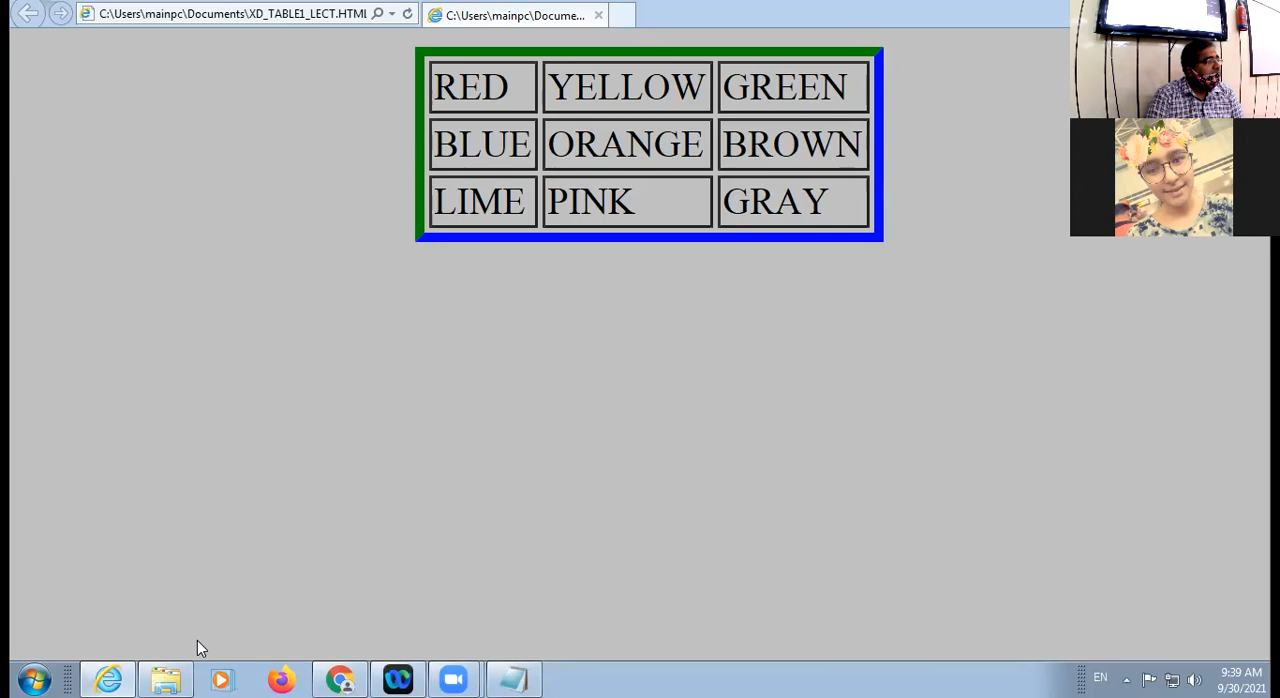 C:\Users\mainpc\Documents\XD_TABLE1_LECT.HTML
C:\Users\mainpc\Docume...
RED YELLOW GREEN
BLUE ORANGE BROWN
LIME PINK GRAY
EN
9:39 AM
9/30/2021